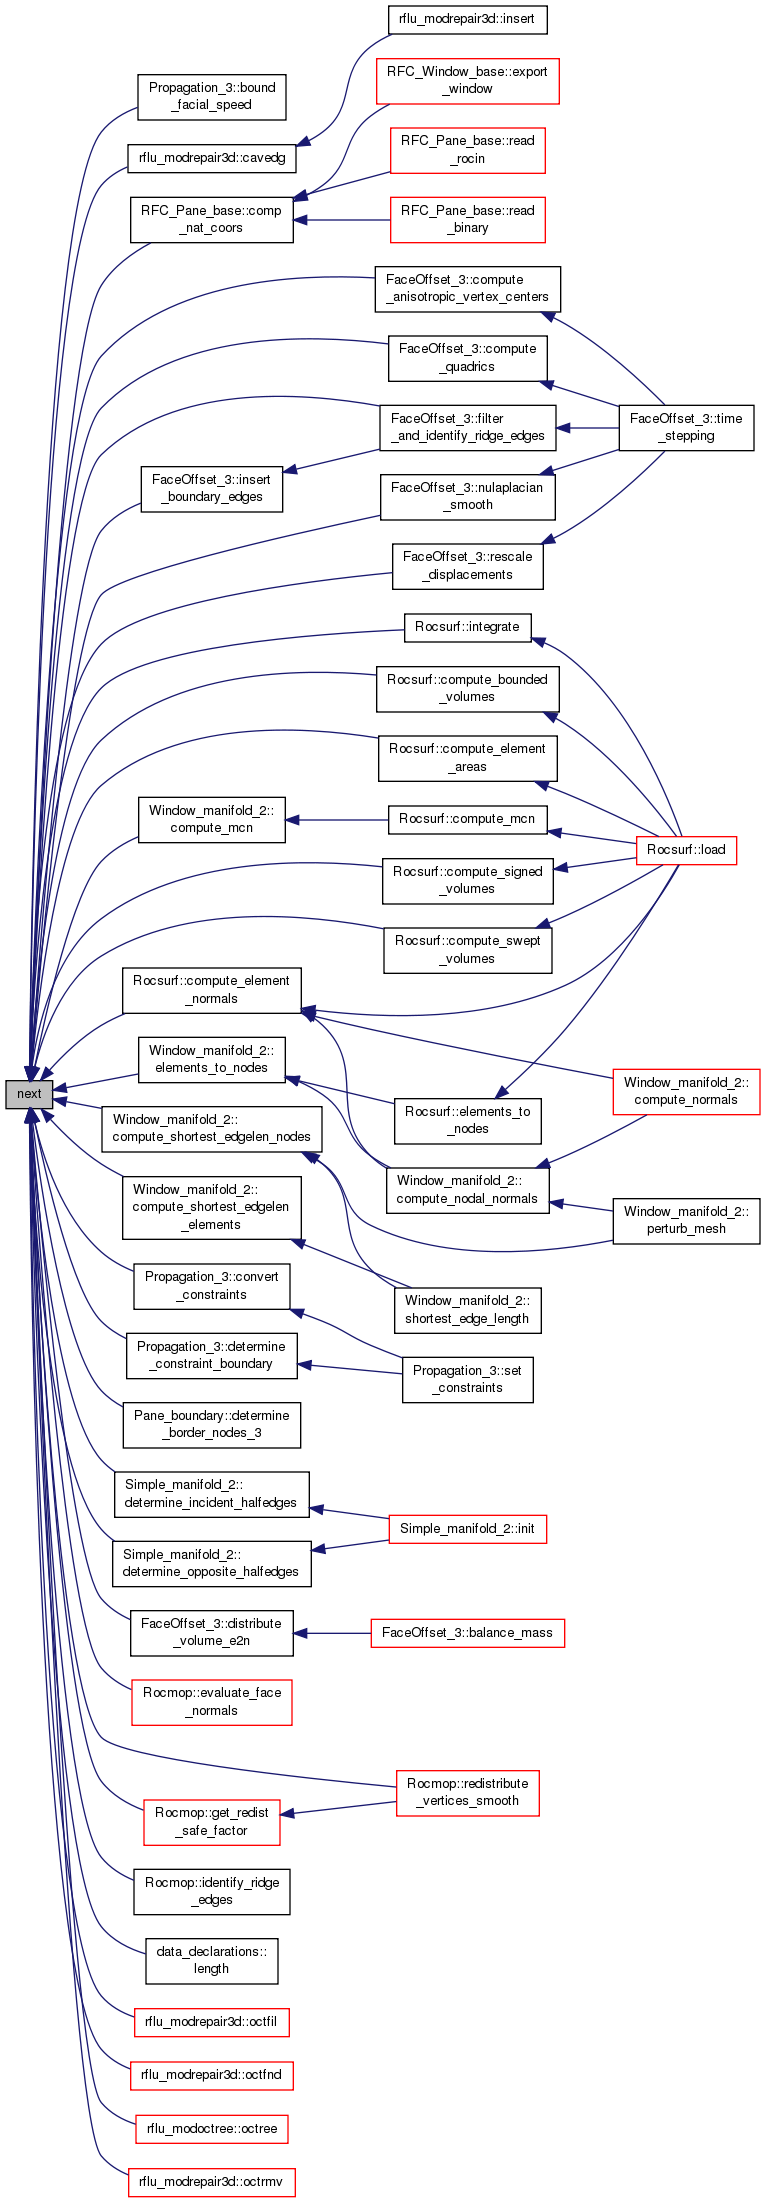 rflu_modrepair3d::insert
RFC_Window_base::export
_window
Propagation_3::bound
_facial_speed
RFC_Pane_base::read
_rocin
rflu_modrepair3d::cavedg
RFC_Pane_base::comp
_nat_coors
RFC_Pane_base::read
_binary
FaceOffset_3::compute
_anisotropic_vertex_centers
FaceOffset_3::compute
_quadrics
FaceOffset_3::filter
_and_identify_ridge_edges
FaceOffset_3::time
_stepping
FaceOffset_3::insert
_boundary_edges
FaceOffset_3::nulaplacian
_smooth
FaceOffset_3::rescale
_displacements
Rocsurf::integrate
Rocsurf::compute_bounded
_volumes
Rocsurf::compute_element
_areas
Window_manifold_2::
compute_mcn
Rocsurf::compute_mcn
Rocsurf::load
Rocsurf::compute_signed
_volumes
Rocsurf::compute_swept
_volumes
Rocsurf::compute_element
_normals
Window_manifold_2::
elements_to_nodes
next
Window_manifold_2::
compute_normals
Rocsurf::elements_to
_nodes
Window_manifold_2::
compute_shortest_edgelen_nodes
Window_manifold_2::
compute_nodal_normals
Window_manifold_2::
compute_shortest_edgelen
_elements
Window_manifold_2::
perturb_mesh
Propagation_3::convert
_constraints
Window_manifold_2::
shortest_edge_length
Propagation_3::determine
_constraint_boundary
Propagation_3::set
_constraints
Pane_boundary::determine
_border_nodes_3
Simple_manifold_2::
determine_incident_halfedges
Simple_manifold_2::init
Simple_manifold_2::
determine_opposite_halfedges
FaceOffset_3::distribute
_volume_e2n
FaceOffset_3::balance_mass
Rocmop::evaluate_face
_normals
Rocmop::redistribute
_vertices_smooth
Rocmop::get_redist
_safe_factor
Rocmop::identify_ridge
_edges
data_declarations::
length
rflu_modrepair3d::octfil
rflu_modrepair3d::octfnd
rflu_modoctree::octree
rflu_modrepair3d::octrmv